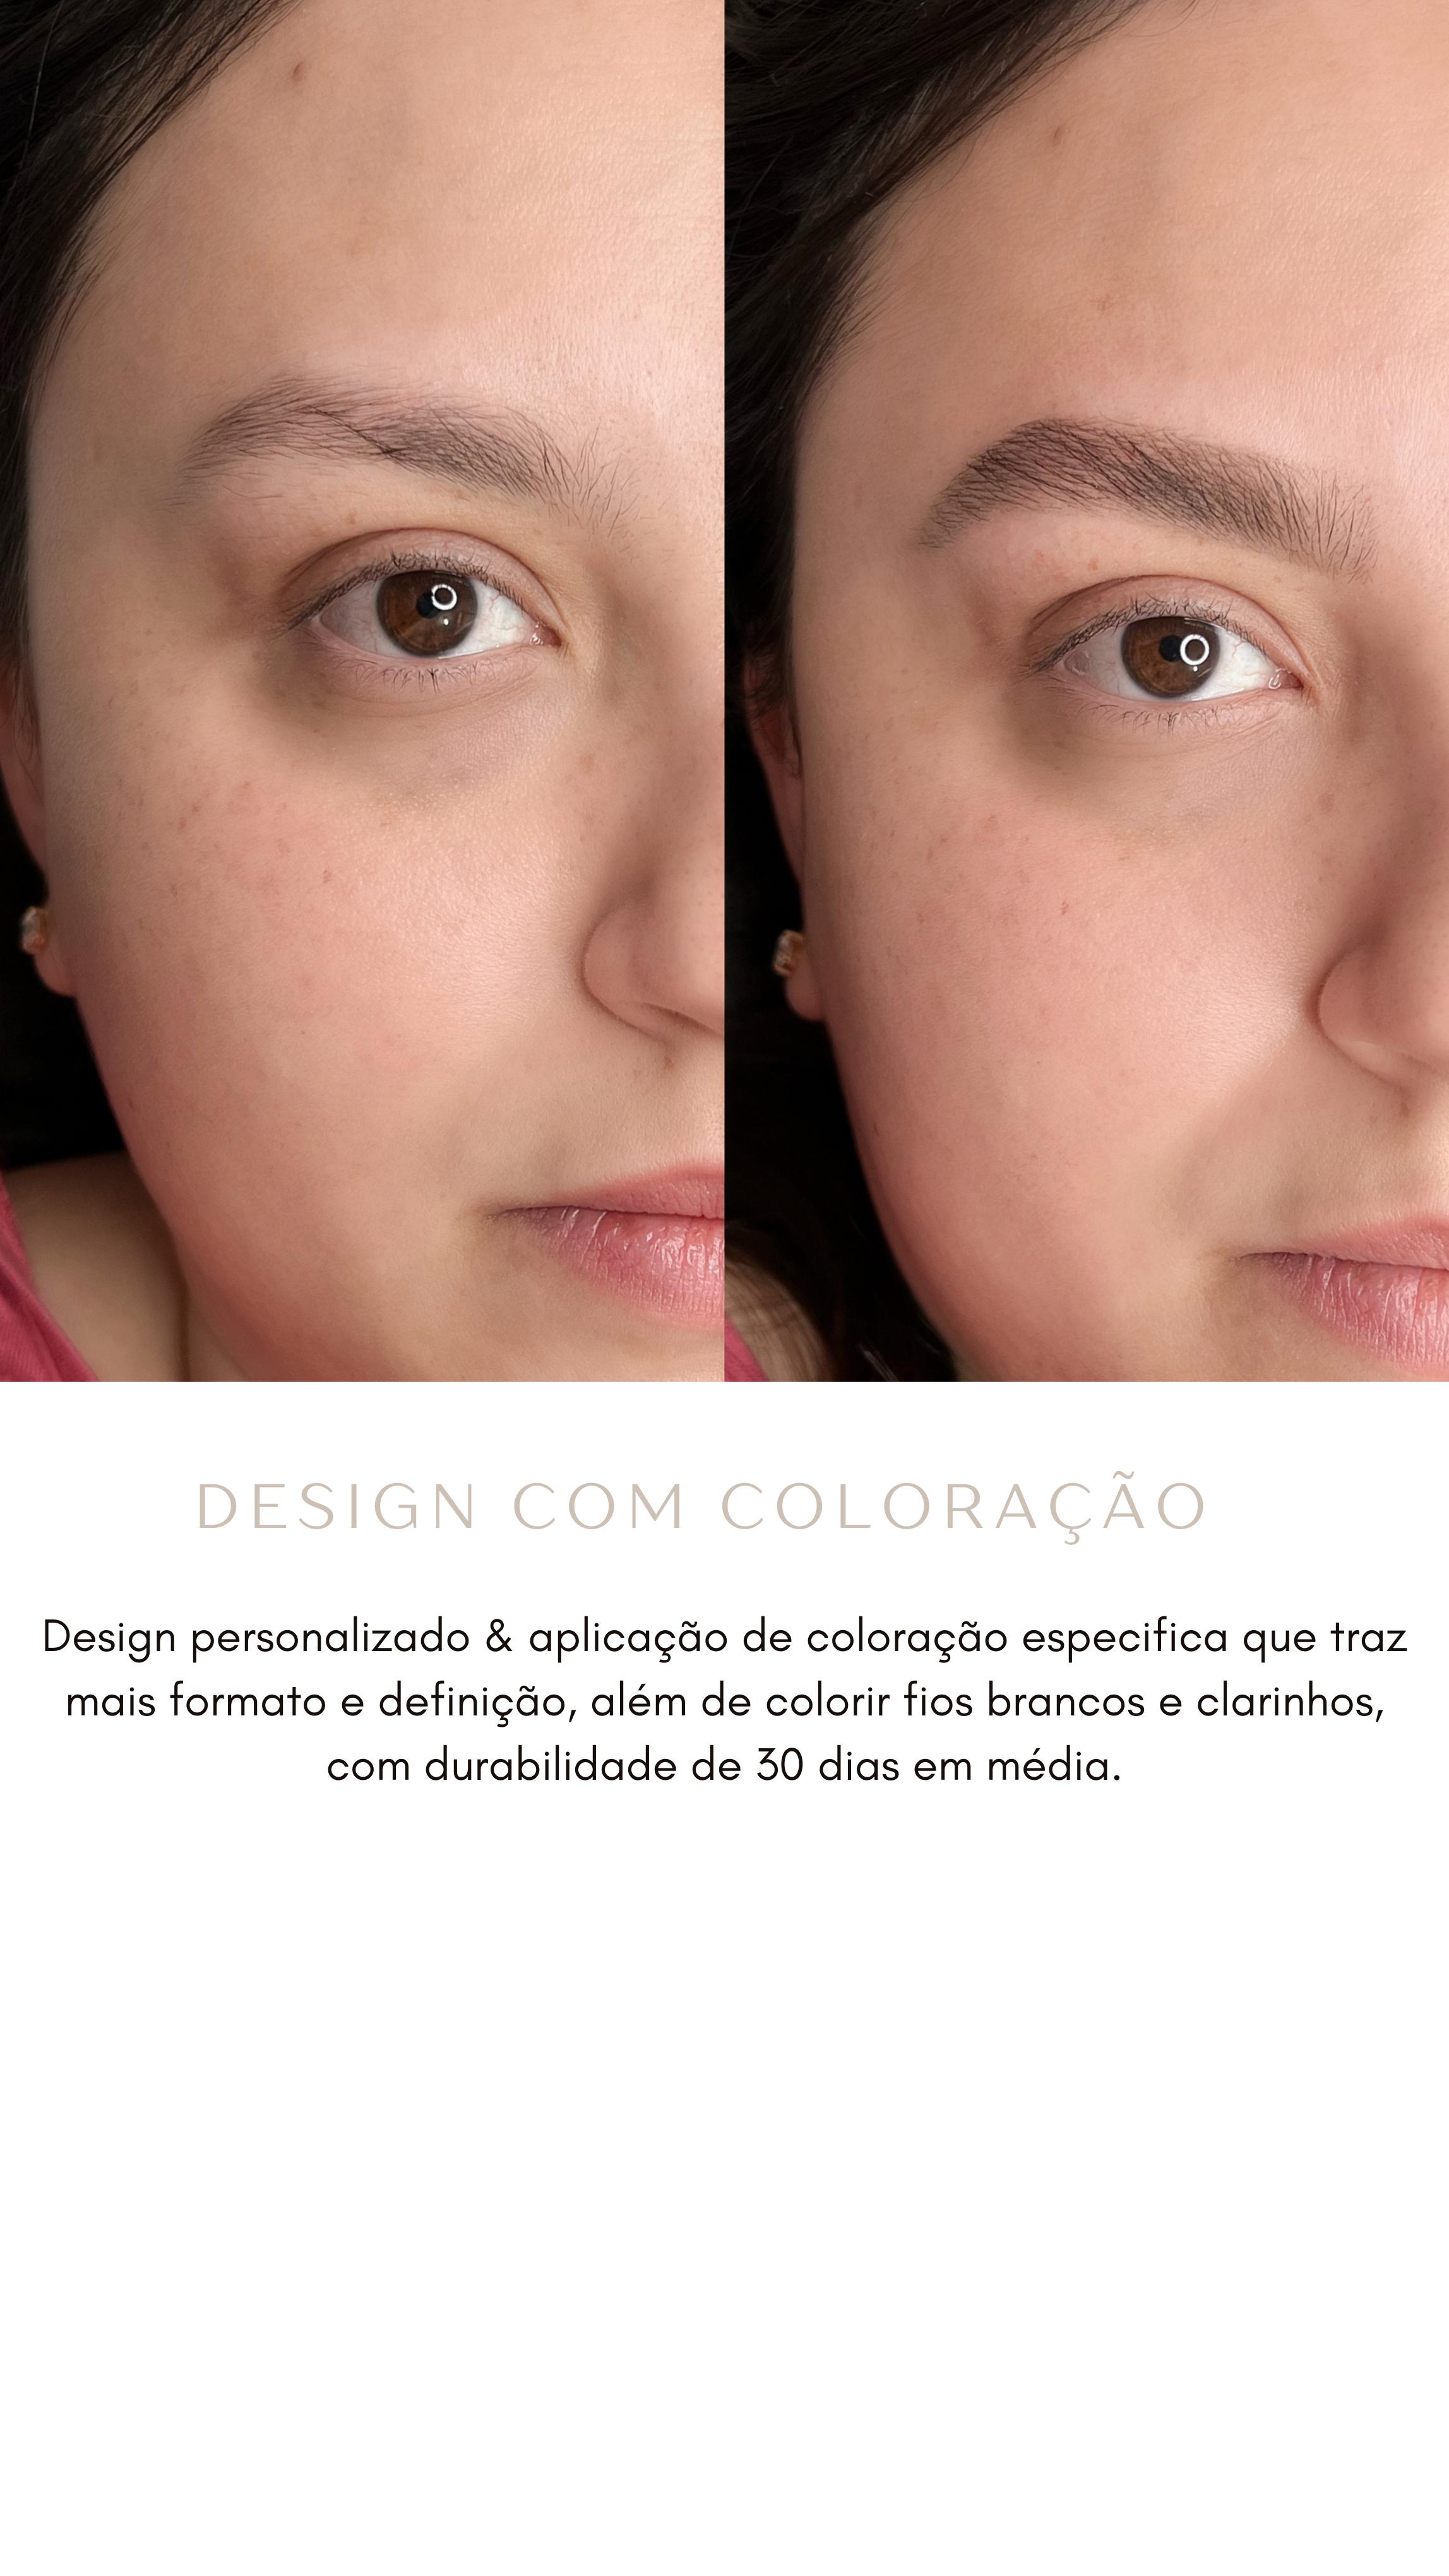 DESIGN COM COLORAÇÃO
Design personalizado & aplicação de coloração especifica que traz
mais formato e definição, além de colorir fios brancos e clarinhos,
com durabilidade de 30 dias em média.